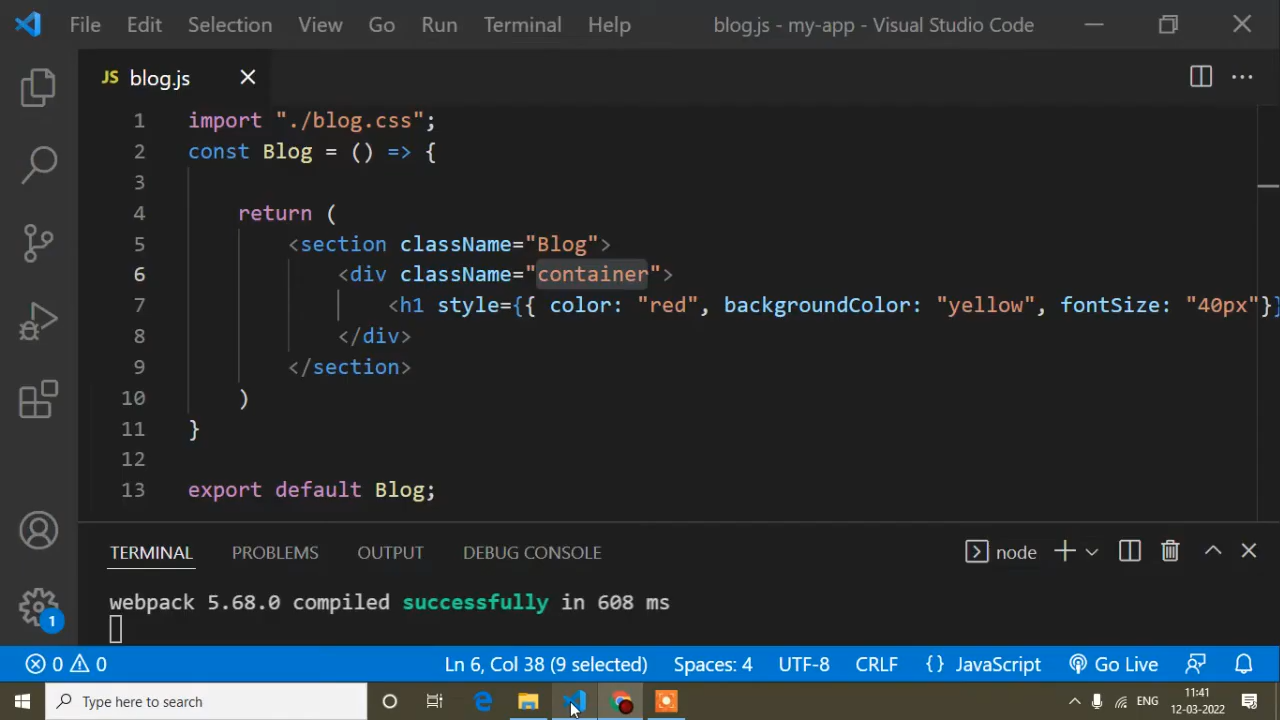 File Edit Selection View Go Run Terminal Help blog.js - my-app - Visual Studio Code
JS blog.js
1 import "./blog.css";
2 const Blog = () => {
3
4 return (
5 <section className="Blog">
6 <div className="container">
7 <h1 style={{ color: "red", backgroundColor: "yellow", fontSize: "40px"}}
8 </div>
9 </section>
10 )
11 }
12
13 export default Blog;
TERMINAL PROBLEMS OUTPUT DEBUG CONSOLE node
webpack 5.68.0 compiled successfully in 608 ms
1
0 0 Ln 6, Col 38 (9 selected) Spaces: 4 UTF-8 CRLF {} JavaScript Go Live
Type here to search ENG 11:41
12-03-2022